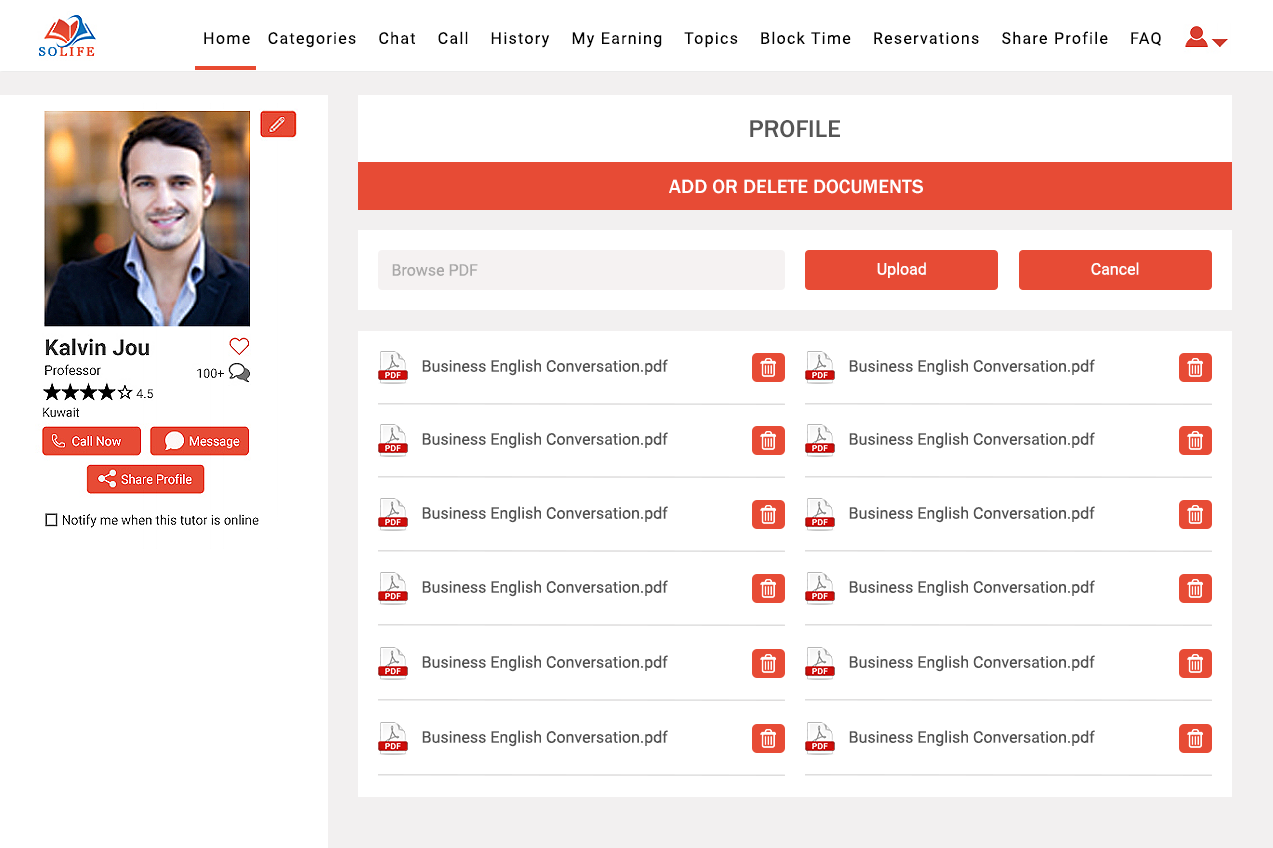 SOLIFE
Home Categories Chat Call History My Earning Topics Block Time Reservations Share Profile FAQ
Kalvin Jou
Professor
100+
4.5
Kuwait
Call Now Message
Share Profile
Notify me when this tutor is online
PROFILE
ADD OR DELETE DOCUMENTS
Browse PDF Upload Cancel
PDF Business English Conversation.pdf PDF Business English Conversation.pdf
PDF Business English Conversation.pdf PDF Business English Conversation.pdf
PDF Business English Conversation.pdf PDF Business English Conversation.pdf
PDF Business English Conversation.pdf PDF Business English Conversation.pdf
PDF Business English Conversation.pdf PDF Business English Conversation.pdf
PDF Business English Conversation.pdf PDF Business English Conversation.pdf